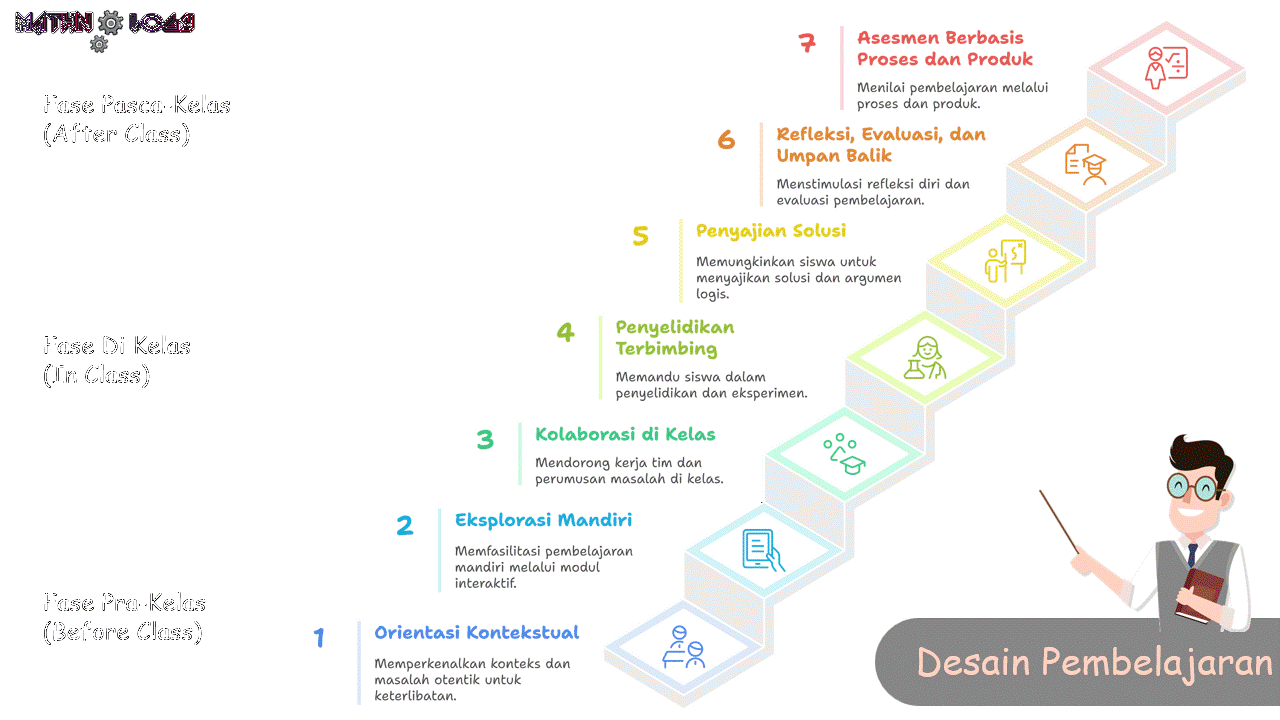 Fase Pasca-Kelas
(After Class)
7
Asesmen Berbasis
Proses dan Produk
Menilai pembelajaran melalui
proses dan produk.
6
Refleksi, Evaluasi, dan
Umpan Balik
Menstimulasi refleksi diri dan
evaluasi pembelajaran.
5
Penyajian Solusi
Memungkinkan siswa untuk
menyajikan solusi dan argumen
logis.
Fase Di Kelas
(In Class)
4
Penyelidikan
Terbimbing
Memandu siswa dalam
penyelidikan dan eksperimen.
3
Kolaborasi di Kelas
Mendorong kerja tim dan
perumusan masalah di kelas.
2
Eksplorasi Mandiri
Memfasilitasi pembelajaran
mandiri melalui modul
interaktif.
Fase Pra-Kelas
(Before Class)
1
Orientasi Kontekstual
Memperkenalkan konteks dan
masalah otentik untuk
keterlibatan.
Desain Pembelajaran